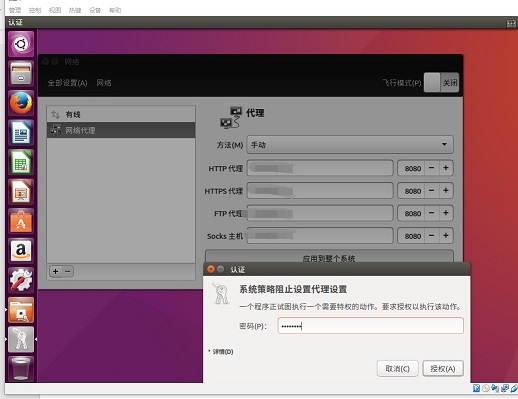 管理 控制 视图 热键 设备 帮助
认证
网络
全部设置(A) 网络
飞行模式(P) 关闭
有线
网络代理
代理
方法(M) 手动
HTTP 代理 8080 − +
HTTPS 代理 8080 − +
FTP 代理 8080 − +
Socks 主机 8080 − +
应用到整个系统
认证
系统策略阻止设置代理设置
一个程序正试图执行一个需要特权的动作。要求授权以执行该动作。
密码(P)： ••••••••
详情(D)
取消(C) 授权(A)